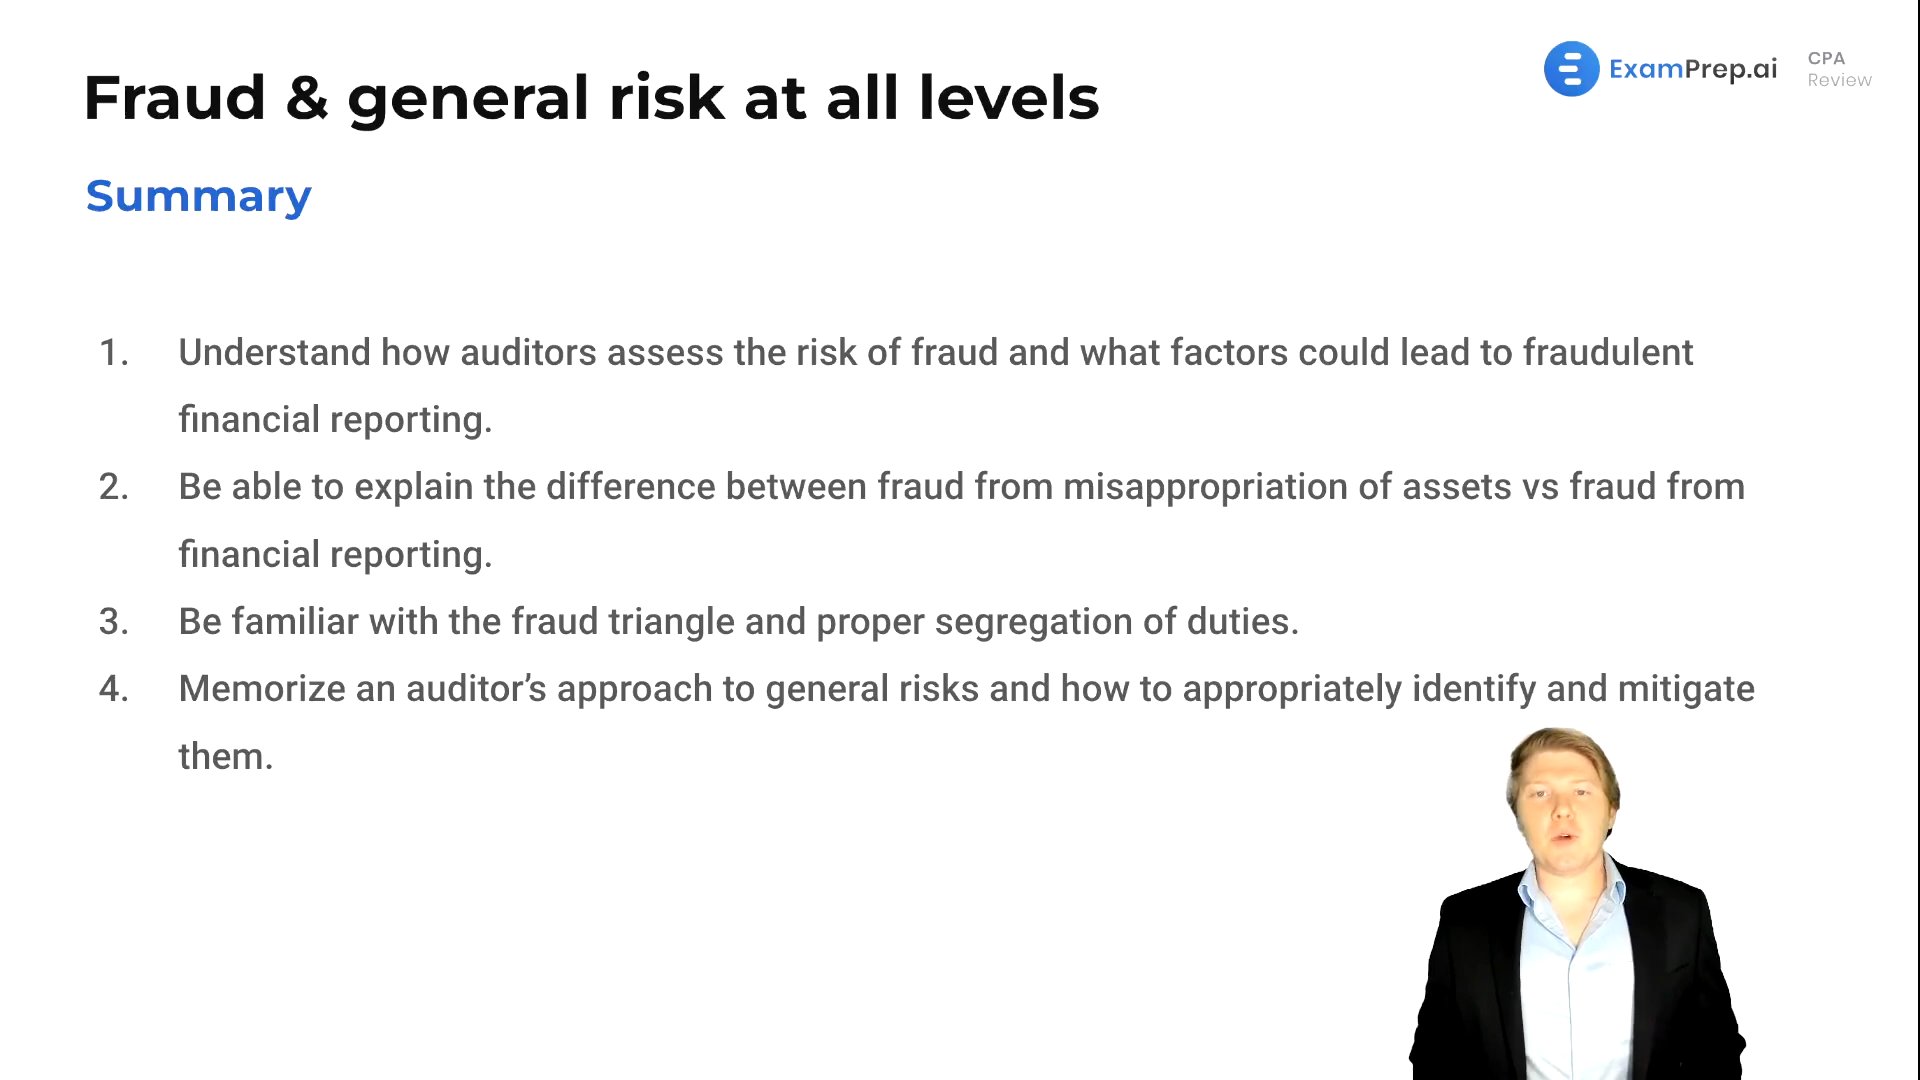 Fraud & general risk at all levels
ExamPrep.ai
CPA
Review
Summary
1. Understand how auditors assess the risk of fraud and what factors could lead to fraudulent
financial reporting.
2. Be able to explain the difference between fraud from misappropriation of assets vs fraud from
financial reporting.
3. Be familiar with the fraud triangle and proper segregation of duties.
4. Memorize an auditor’s approach to general risks and how to appropriately identify and mitigate
them.